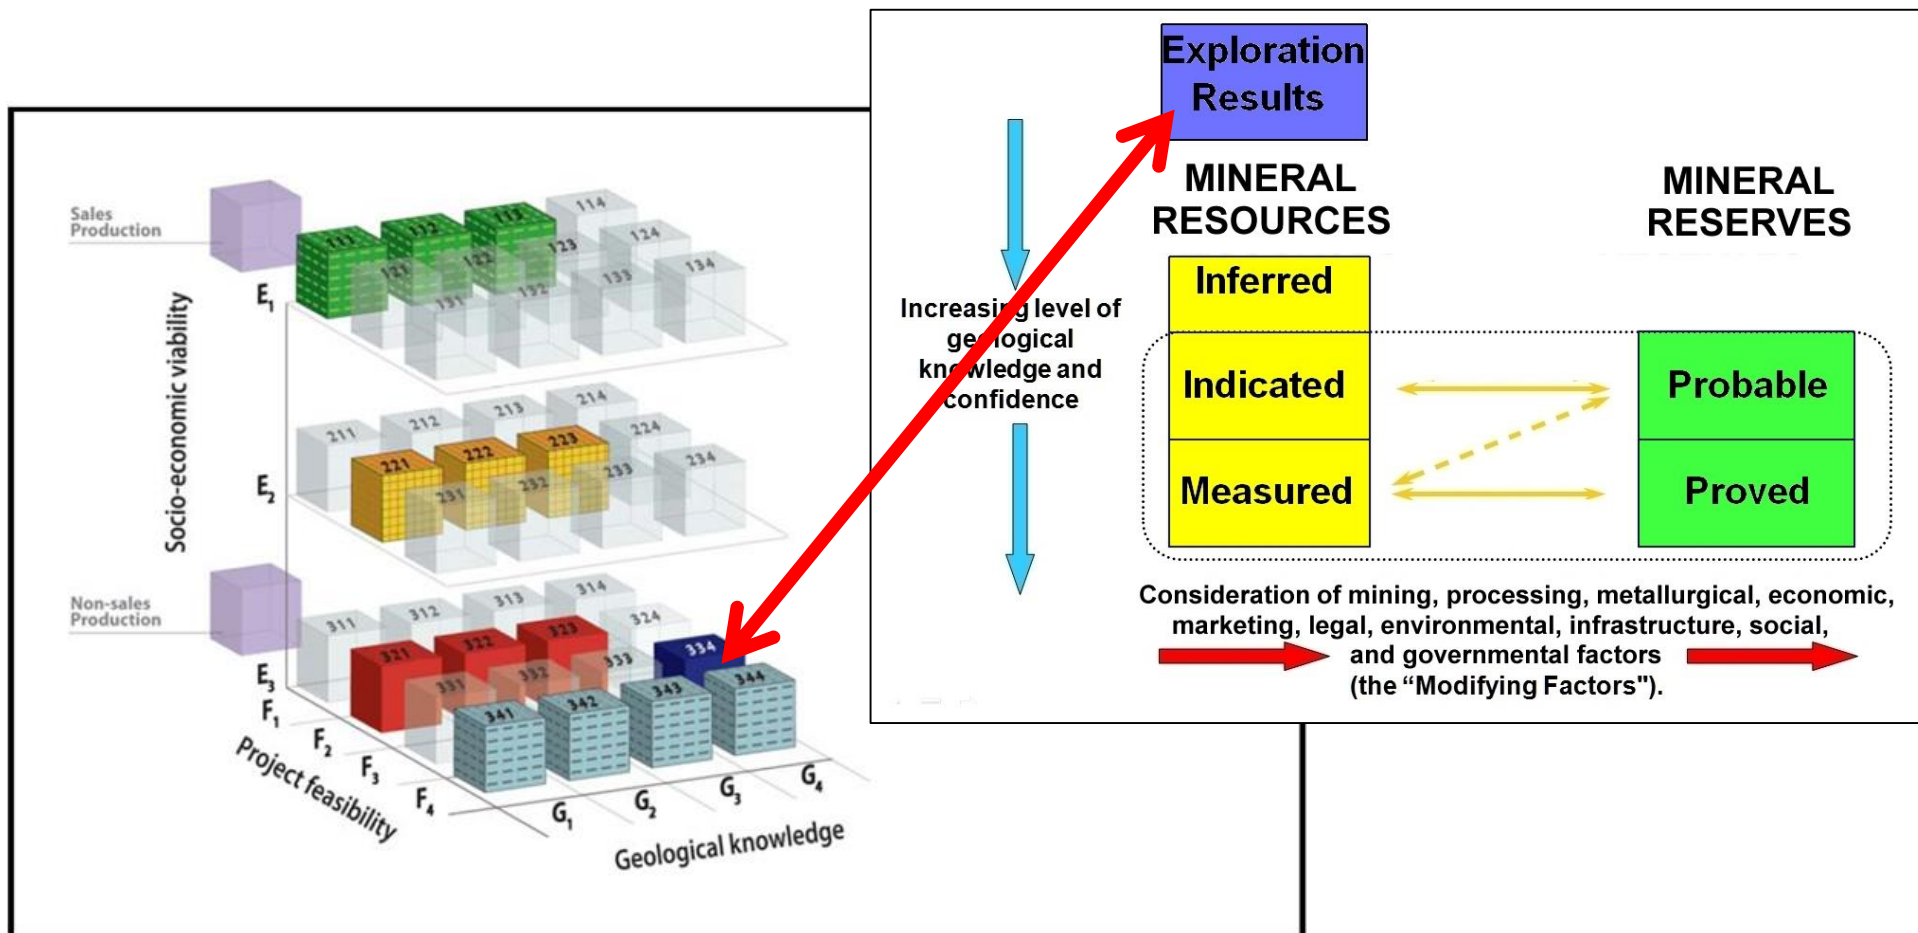 Exploration
Results
MINERAL
RESOURCES
MINERAL
RESERVES
Inferred
Indicated
Measured
Probable
Proved
Increasing level of
geological
knowledge and
confidence
Consideration of mining, processing, metallurgical, economic,
marketing, legal, environmental, infrastructure, social,
and governmental factors
(the “Modifying Factors").
Sales
Production
Non-sales
Production
Socio-economic viability
E1
E2
E3
111
112
113
114
121
122
123
124
131
132
133
134
211
212
213
214
221
222
223
224
231
232
233
234
311
312
313
314
321
322
323
324
331
332
333
334
341
342
343
344
F1
F2
F3
F4
Project feasibility
G1
G2
G3
G4
Geological knowledge